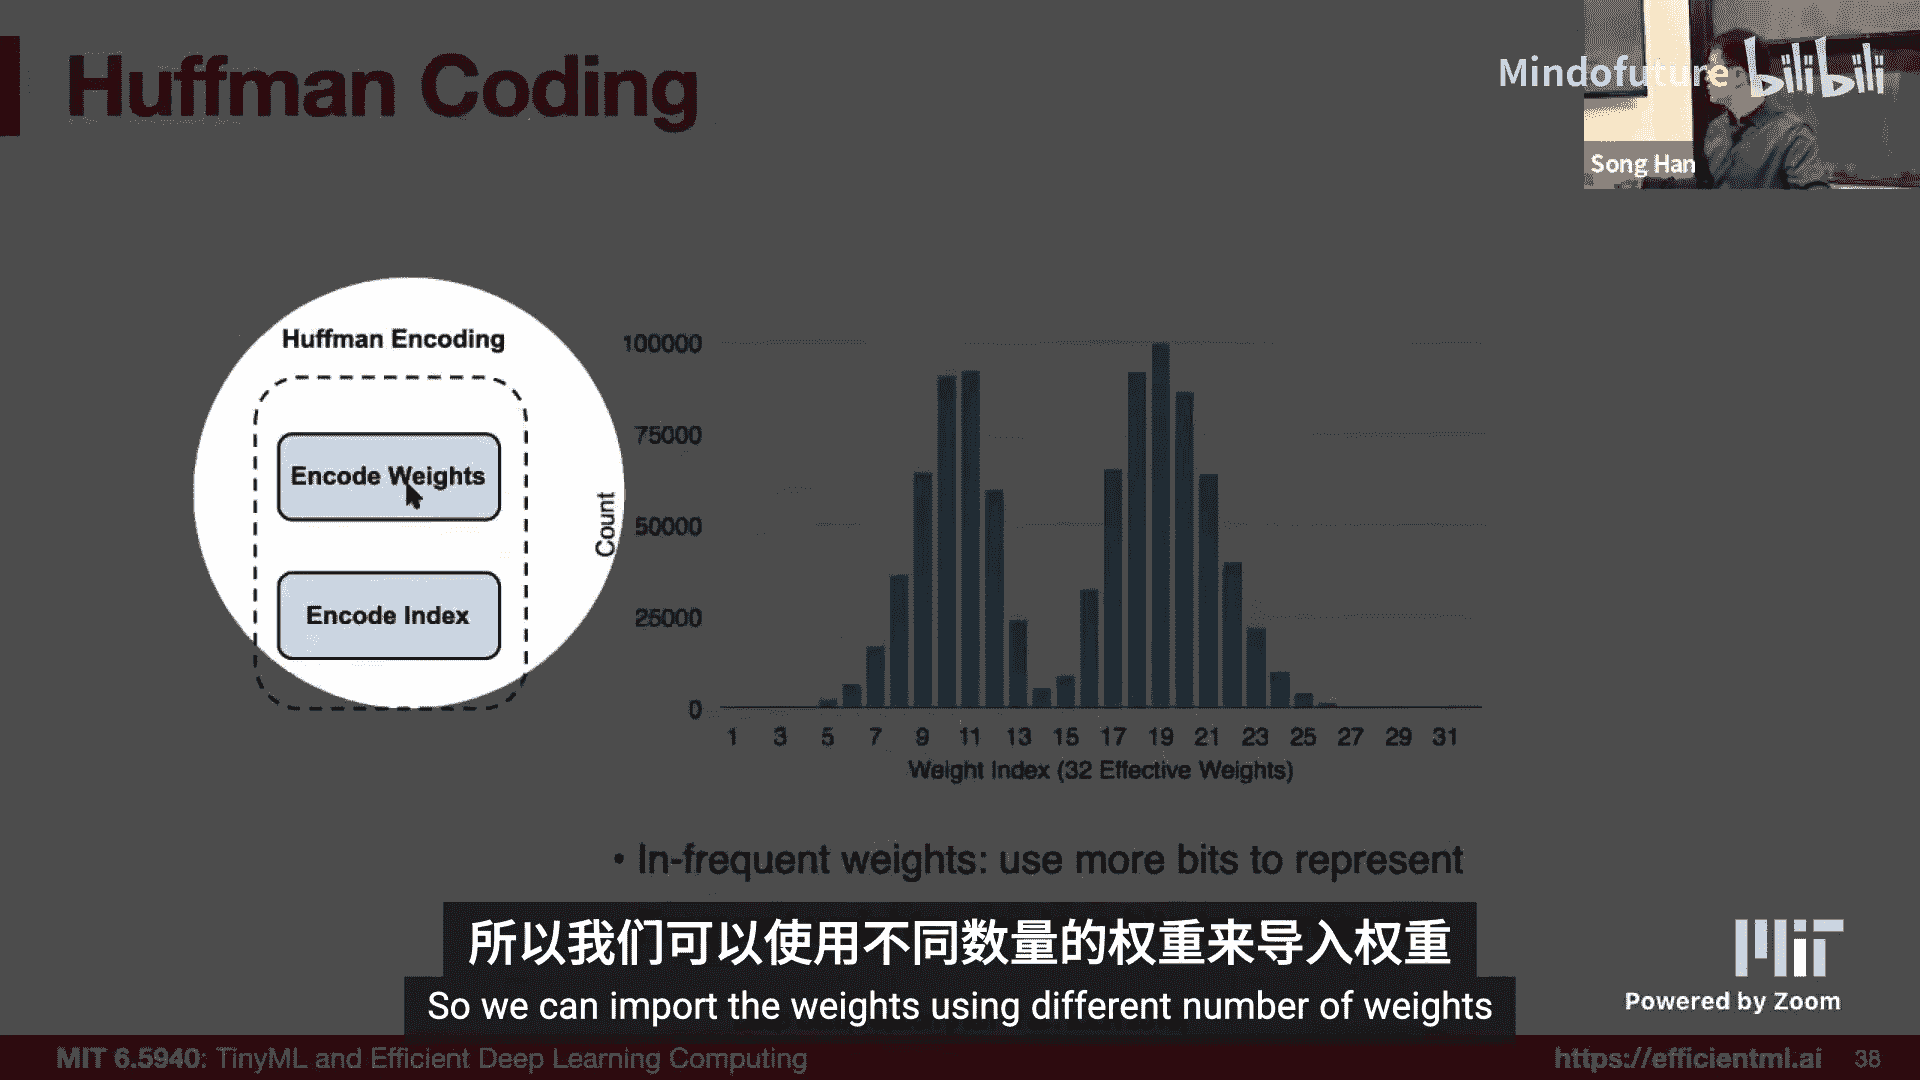 Huffman Coding
Mindofuture bilibili
Song Han
Huffman Encoding
Encode Weights
Encode Index
Count
100000
75000
50000
25000
0
1 3 5 7 9 11 13 15 17 19 21 23 25 27 29 31
Weight Index (32 Effective Weights)
• In-frequent weights: use more bits to represent
所以我们可以使用不同数量的权重来导入权重
So we can import the weights using different number of weights
MIT
Powered by Zoom
MIT 6.5940: TinyML and Efficient Deep Learning Computing
https://efficientml.ai 38